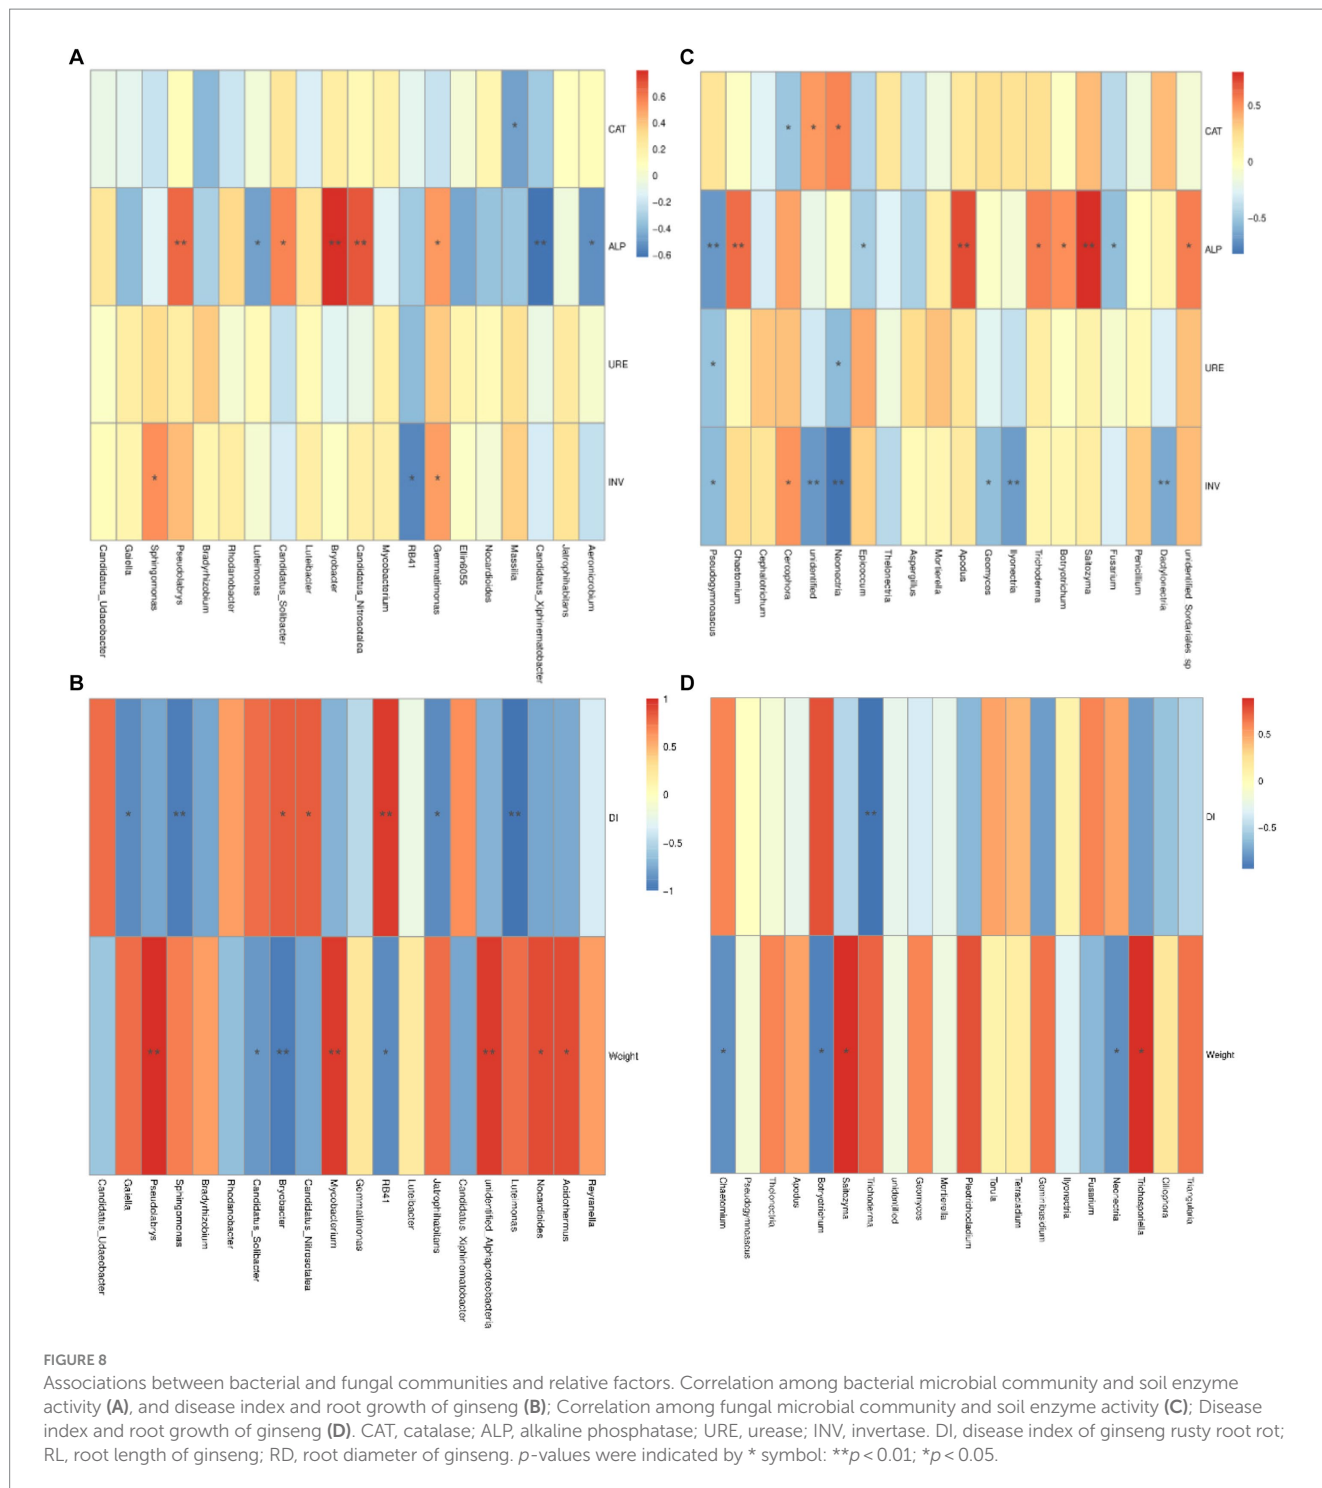 A
0.6
0.4
0.2
0
−0.2
−0.4
−0.6
CAT
*
ALP
**
*
*
**
**
*
**
*
URE
INV
*
*
*
Candidatus_Udaeobacter
Gaiella
Sphingomonas
Pseudolabrys
Bradyrhizobium
Rhodanobacter
Luteimonas
Candidatus_Solibacter
Luteibacter
Bryobacter
Candidatus_Nitrosotalea
Mycobacterium
RB41
Gemmatimonas
Ellin6055
Nocardioides
Massilia
Candidatus_Xiphinematobacter
Jatrophihabitans
Aeromicrobium
C
0.5
0
−0.5
CAT
*
*
*
ALP
**
**
*
**
*
*
**
*
*
URE
*
*
INV
*
*
**
**
*
**
**
Pseudogymnoascus
Chaetomium
Cephalotrichum
Cercophora
unidentified
Neonectria
Epicoccum
Thelonectria
Aspergillus
Mortierella
Apodus
Geomyces
Ilyonectria
Trichoderma
Botryotrichum
Saitozyma
Fusarium
Penicillium
Dactylonectria
unidentified_Sordariales_sp
B
1
0.5
0
−0.5
−1
DI
*
**
*
*
**
*
**
Weight
**
*
**
**
*
**
*
*
Candidatus_Udaeobacter
Gaiella
Pseudolabrys
Sphingomonas
Bradyrhizobium
Rhodanobacter
Candidatus_Solibacter
Bryobacter
Candidatus_Nitrosotalea
Mycobacterium
Gemmatimonas
RB41
Luteibacter
Jatrophihabitans
Candidatus_Xiphinematobacter
unidentified_Alphaproteobacteria
Luteimonas
Nocardioides
Acidothermus
Reyranella
D
0.5
0
−0.5
DI
**
Weight
*
*
*
*
*
Chaetomium
Pseudogymnoascus
Thelonectria
Apodus
Botryotrichum
Saitozyma
Trichoderma
unidentified
Geomyces
Mortierella
Pleotrichocladium
Torula
Tetracladium
Geminibasidium
Ilyonectria
Fusarium
Neonectria
Trichosporiella
Ciliophora
Triangularia
FIGURE 8
Associations between bacterial and fungal communities and relative factors. Correlation among bacterial microbial community and soil enzyme
activity (A), and disease index and root growth of ginseng (B); Correlation among fungal microbial community and soil enzyme activity (C); Disease
index and root growth of ginseng (D). CAT, catalase; ALP, alkaline phosphatase; URE, urease; INV, invertase. DI, disease index of ginseng rusty root rot;
RL, root length of ginseng; RD, root diameter of ginseng. p-values were indicated by * symbol: **p < 0.01; *p < 0.05.